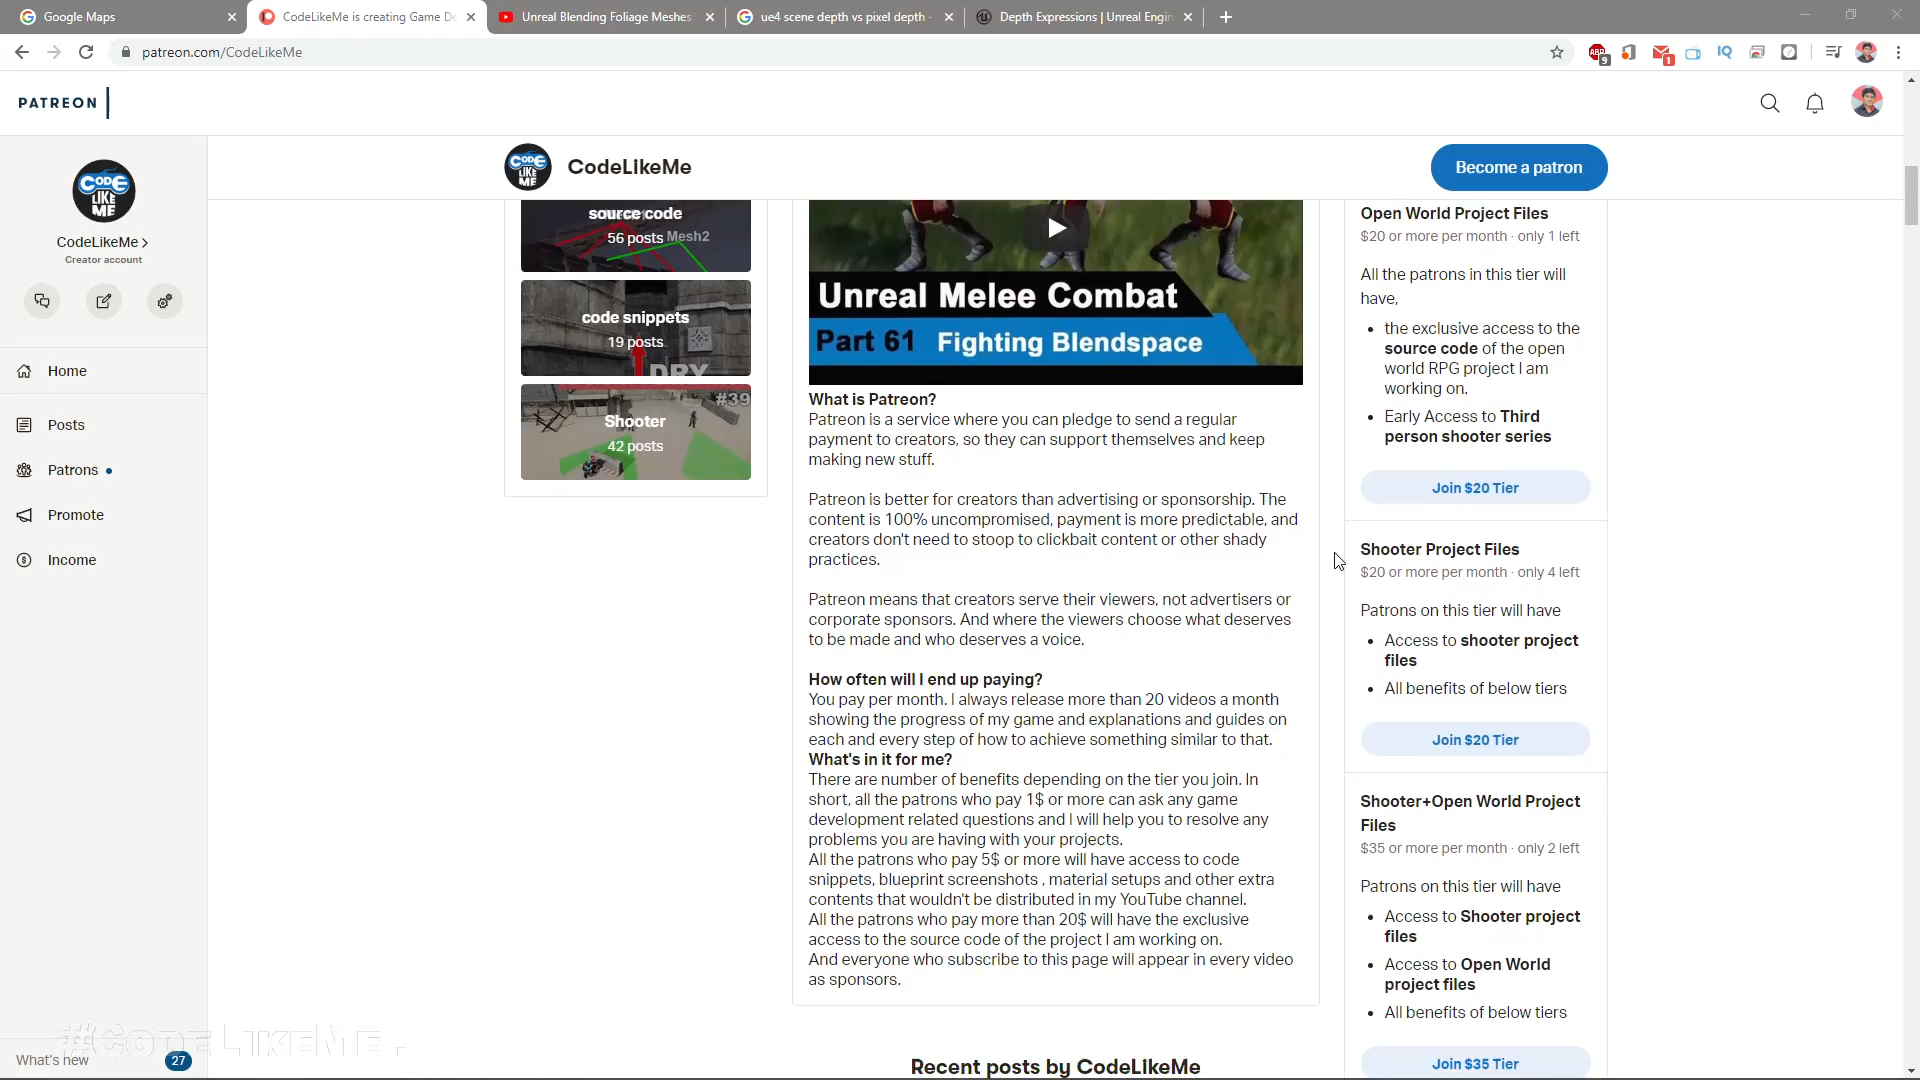 Google Maps
CodeLikeMe is creating Game De
Unreal Blending Foliage Meshes
ue4 scene depth vs pixel depth -
Depth Expressions | Unreal Engin
patreon.com/CodeLikeMe
ABP
9
1
IQ
PATREON
CODE LIKE ME
CodeLikeMe
Become a patron
CODE LIKE ME
CodeLikeMe
Creator account
Home
Posts
Patrons
Promote
Income
What's new
27
#CODELIKEME.
source code
56 posts
Mesh2
code snippets
19 posts
DRY
#39
Shooter
42 posts
Unreal Melee Combat
Part 61 Fighting Blendspace
What is Patreon?
Patreon is a service where you can pledge to send a regular
payment to creators, so they can support themselves and keep
making new stuff.
Patreon is better for creators than advertising or sponsorship. The
content is 100% uncompromised, payment is more predictable, and
creators don't need to stoop to clickbait content or other shady
practices.
Patreon means that creators serve their viewers, not advertisers or
corporate sponsors. And where the viewers choose what deserves
to be made and who deserves a voice.
How often will I end up paying?
You pay per month. I always release more than 20 videos a month
showing the progress of my game and explanations and guides on
each and every step of how to achieve something similar to that.
What's in it for me?
There are number of benefits depending on the tier you join. In
short, all the patrons who pay 1$ or more can ask any game
development related questions and I will help you to resolve any
problems you are having with your projects.
All the patrons who pay 5$ or more will have access to code
snippets, blueprint screenshots , material setups and other extra
contents that wouldn't be distributed in my YouTube channel.
All the patrons who pay more than 20$ will have the exclusive
access to the source code of the project I am working on.
And everyone who subscribe to this page will appear in every video
as sponsors.
Recent posts by CodeLikeMe
Open World Project Files
$20 or more per month · only 1 left
All the patrons in this tier will
have,
• the exclusive access to the
source code of the open
world RPG project I am
working on.
• Early Access to Third
person shooter series
Join $20 Tier
Shooter Project Files
$20 or more per month · only 4 left
Patrons on this tier will have
• Access to shooter project
files
• All benefits of below tiers
Join $20 Tier
Shooter+Open World Project
Files
$35 or more per month · only 2 left
Patrons on this tier will have
• Access to Shooter project
files
• Access to Open World
project files
• All benefits of below tiers
Join $35 Tier